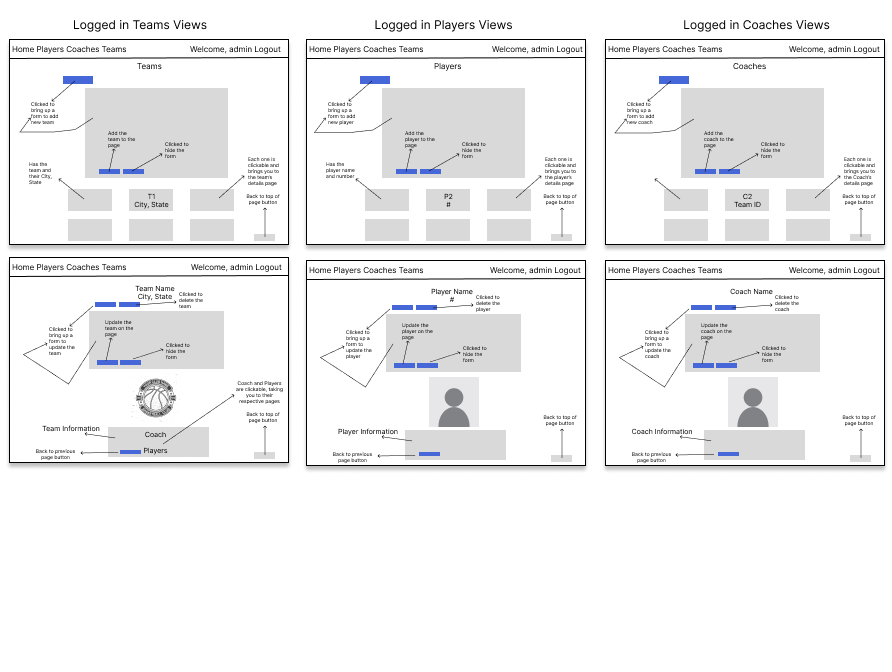 Logged in Teams Views
Logged in Players Views
Logged in Coaches Views
Home Players Coaches Teams
Welcome, admin Logout
Teams
Clicked to
bring up a
form to add
new team
Add the
team to the
page
Clicked to
hide the
form
Has the
team and
their City,
State
Each one is
clickable and
brings you to
the team's
details page
T1
City, State
Back to top of
page button
Home Players Coaches Teams
Welcome, admin Logout
Players
Clicked to
bring up a
form to add
new player
Add the
player to the
page
Clicked to
hide the
form
Has the
player name
and number
Each one is
clickable and
brings you to
the player's
details page
P2
#
Back to top of
page button
Home Players Coaches Teams
Welcome, admin Logout
Coaches
Clicked to
bring up a
form to add
new coach
Add the
coach to the
page
Clicked to
hide the
form
Each one is
clickable and
brings you to
the Coach's
details page
C2
Team ID
Back to top of
page button
Home Players Coaches Teams
Welcome, admin Logout
Team Name
City, State
Clicked to
delete the
team
Clicked to
bring up a
form to
update the
team
Update the
team on the
page
Clicked to
hide the
form
Coach and Players
are clickable, taking
you to their
respective pages
Team Information
Coach
Players
Back to previous
page button
Back to top of
page button
Home Players Coaches Teams
Welcome, admin Logout
Player Name
#
Clicked to
delete the
player
Clicked to
bring up a
form to
update the
player
Update the
player on the
page
Clicked to
hide the
form
Player Information
Back to previous
page button
Back to top of
page button
Home Players Coaches Teams
Welcome, admin Logout
Coach Name
Clicked to
delete the
coach
Clicked to
bring up a
form to
update the
coach
Update the
coach on the
page
Clicked to
hide the
form
Coach Information
Back to previous
page button
Back to top of
page button